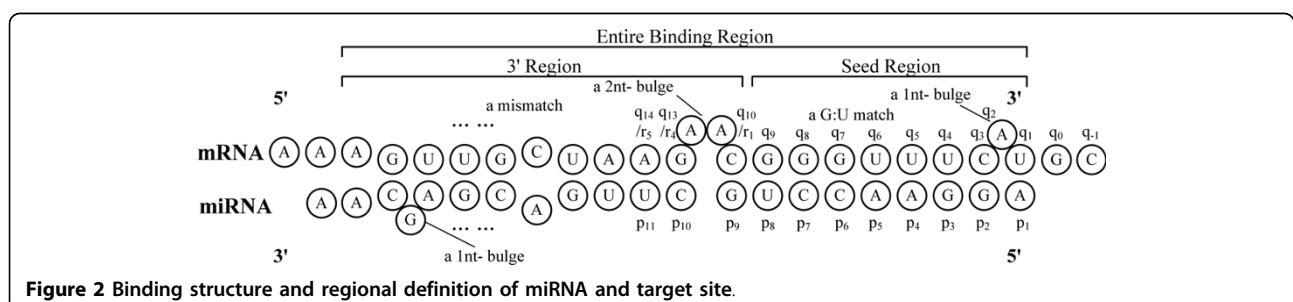 Entire Binding Region
3' Region Seed Region
5' a 2nt- bulge a 1nt- bulge 3'
a mismatch q14 q13 q10 a G:U match q2
... ... /r5 /r4 A A /r1 q9 q8 q7 q6 q5 q4 q3 A q1 q0 q-1
mRNA A A A G U U G C U A A G C G G G U U U C U G C
miRNA A A C A G C A G U U C G U C C A A G G A
G ... ... p11 p10 p9 p8 p7 p6 p5 p4 p3 p2 p1
3' a 1nt- bulge 5'
Figure 2 Binding structure and regional definition of miRNA and target site.